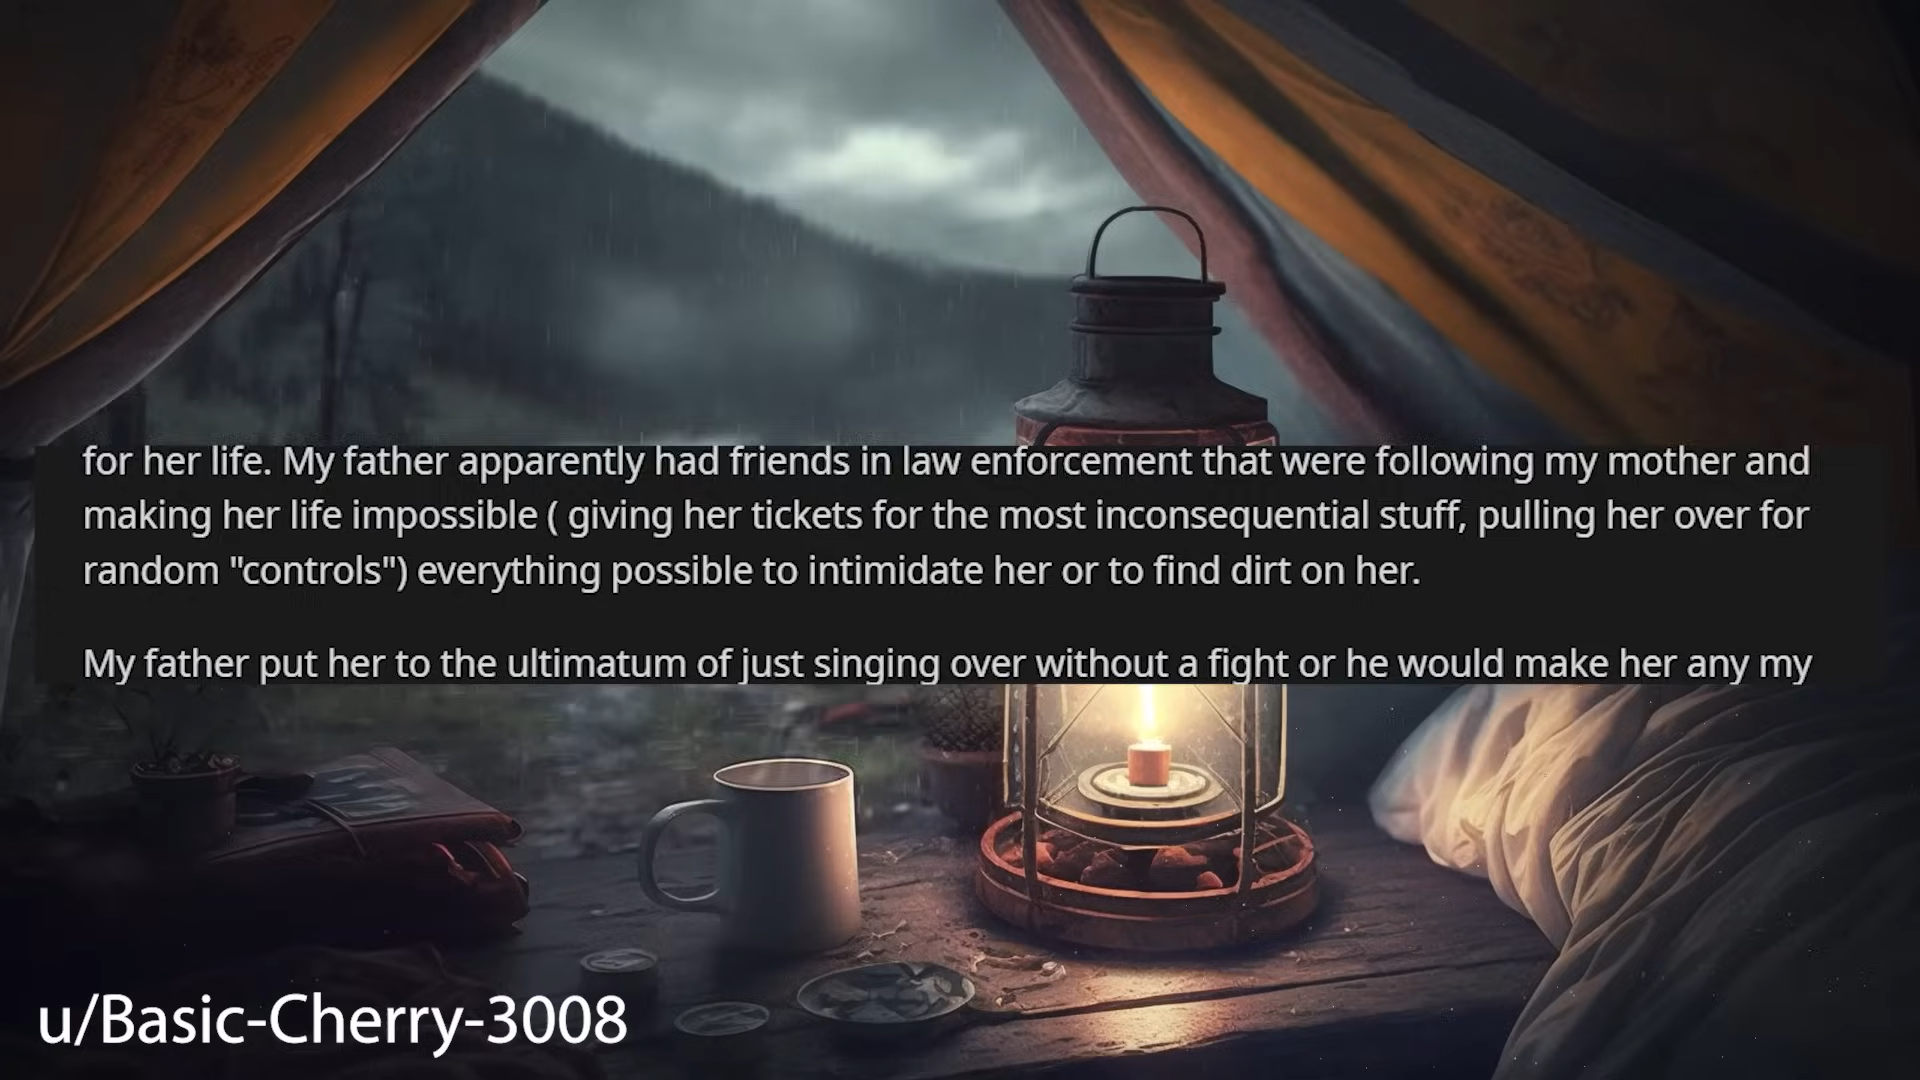 for her life. My father apparently had friends in law enforcement that were following my mother and
making her life impossible ( giving her tickets for the most inconsequential stuff, pulling her over for
random "controls") everything possible to intimidate her or to find dirt on her.
My father put her to the ultimatum of just singing over without a fight or he would make her any my
u/Basic-Cherry-3008